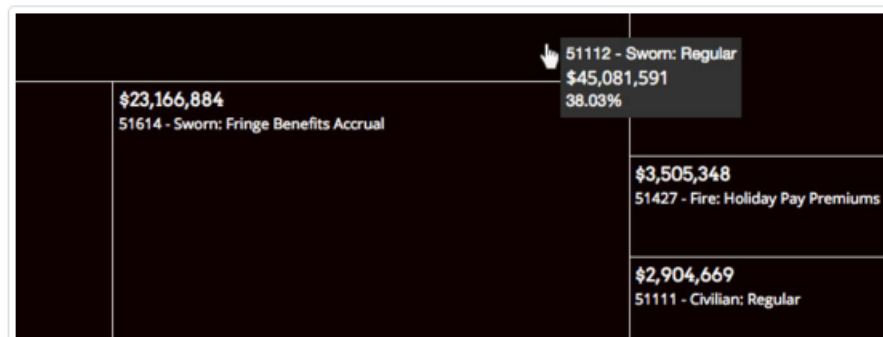 51112 - Sworn: Regular
$45,081,591
38.03%
$23,166,884
51614 - Sworn: Fringe Benefits Accrual
$3,505,348
51427 - Fire: Holiday Pay Premiums
$2,904,669
51111 - Civilian: Regular